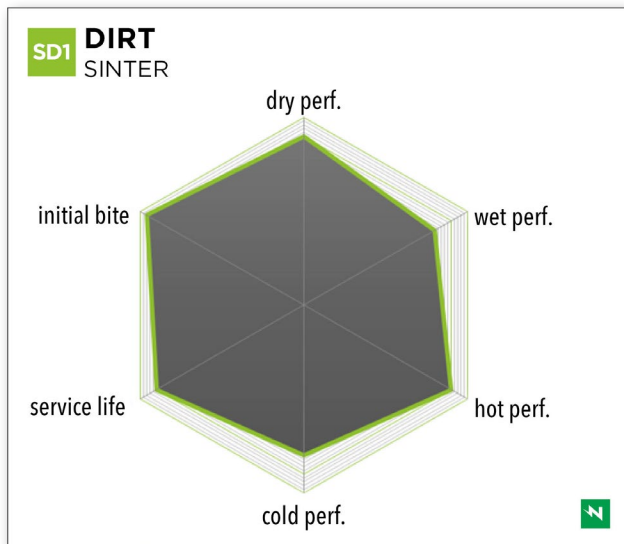 SD1 DIRT
SINTER
dry perf.
initial bite
wet perf.
service life
hot perf.
cold perf.